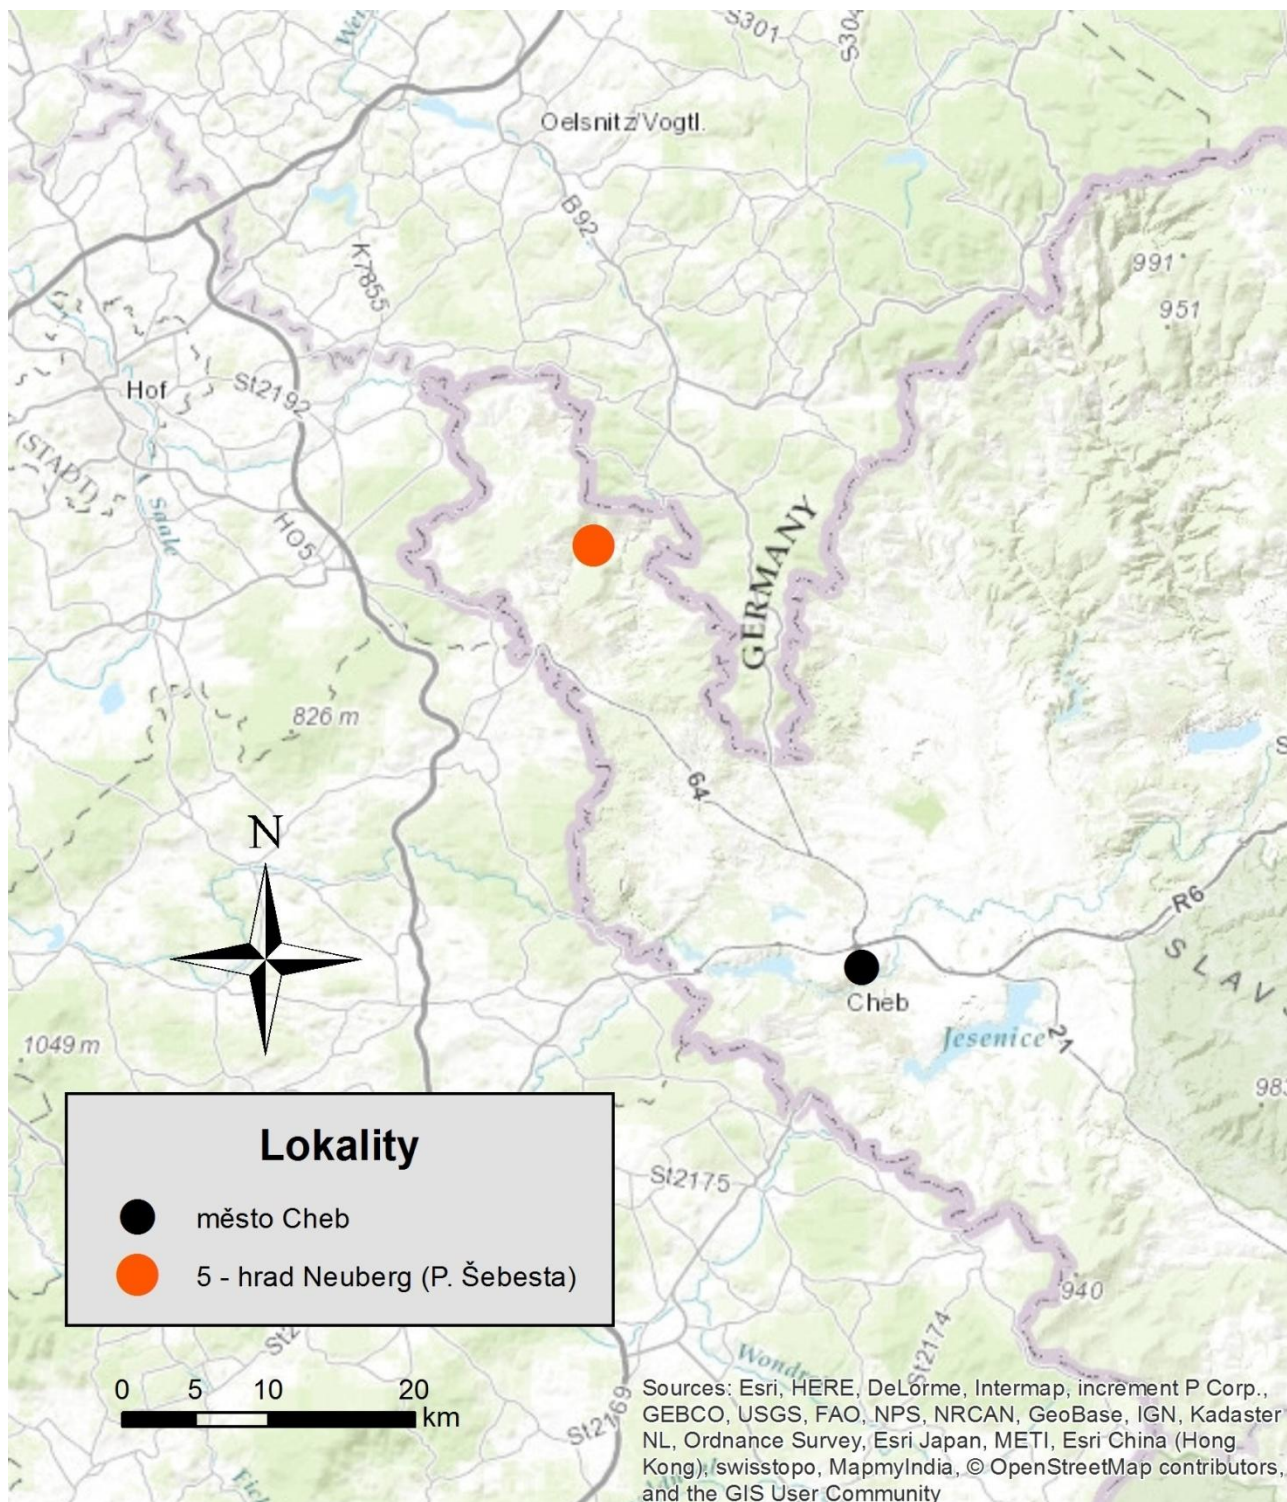 S301
S304
Oelsnitz/Vogtl.
B92
K7855
991
951
Hof
St2192
(STADT)
Saale
HO5
GERMANY
826 m
64
N
R6
Cheb
Jesenice
21
1049 m
Lokality
město Cheb
5 - hrad Neuberg (P. Šebesta)
St2175
940
St2174
0 5 10 20
km
St2169
Sources: Esri, HERE, DeLorme, Intermap, increment P Corp.,
GEBCO, USGS, FAO, NPS, NRCAN, GeoBase, IGN, Kadaster
NL, Ordnance Survey, Esri Japan, METI, Esri China (Hong
Kong), swisstopo, MapmyIndia, © OpenStreetMap contributors,
and the GIS User Community